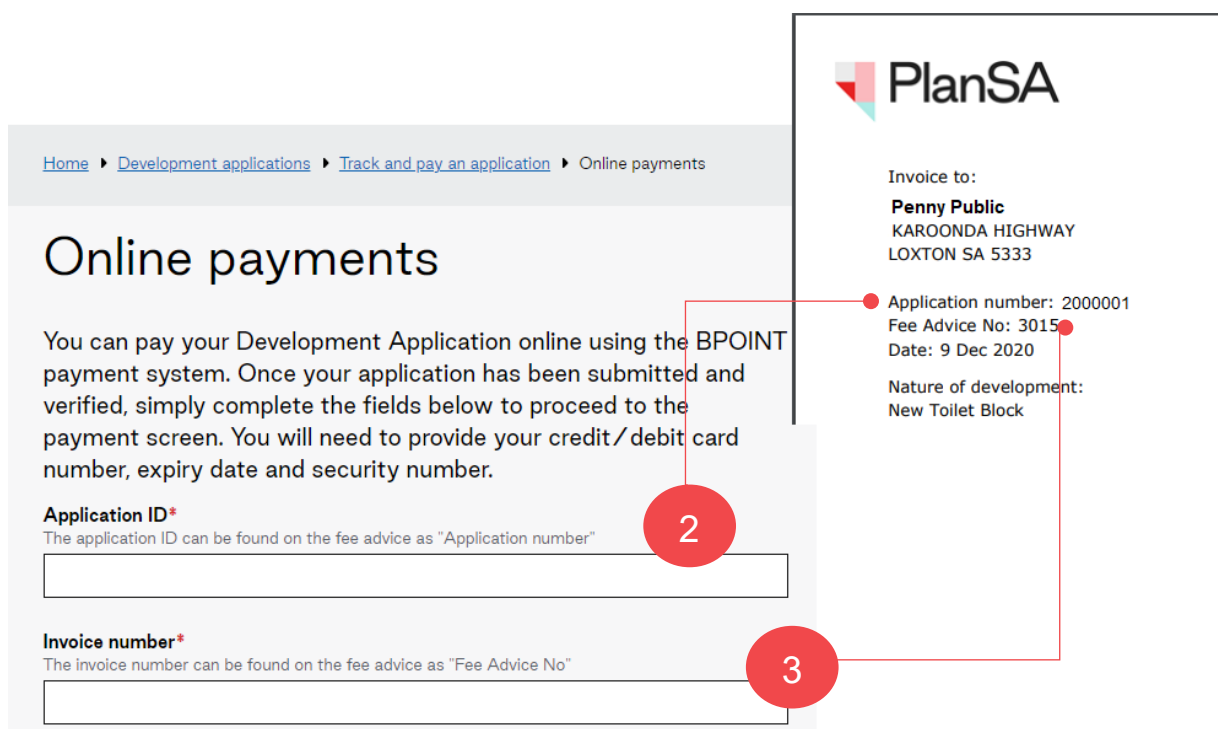 Home Development applications Track and pay an application Online payments
Online payments
You can pay your Development Application online using the BPOINT
payment system. Once your application has been submitted and
verified, simply complete the fields below to proceed to the
payment screen. You will need to provide your credit/debit card
number, expiry date and security number.
Application ID*
The application ID can be found on the fee advice as "Application number"
2
Invoice number*
The invoice number can be found on the fee advice as "Fee Advice No"
3
PlanSA
Invoice to:
Penny Public
KAROONDA HIGHWAY
LOXTON SA 5333
Application number: 2000001
Fee Advice No: 3015
Date: 9 Dec 2020
Nature of development:
New Toilet Block